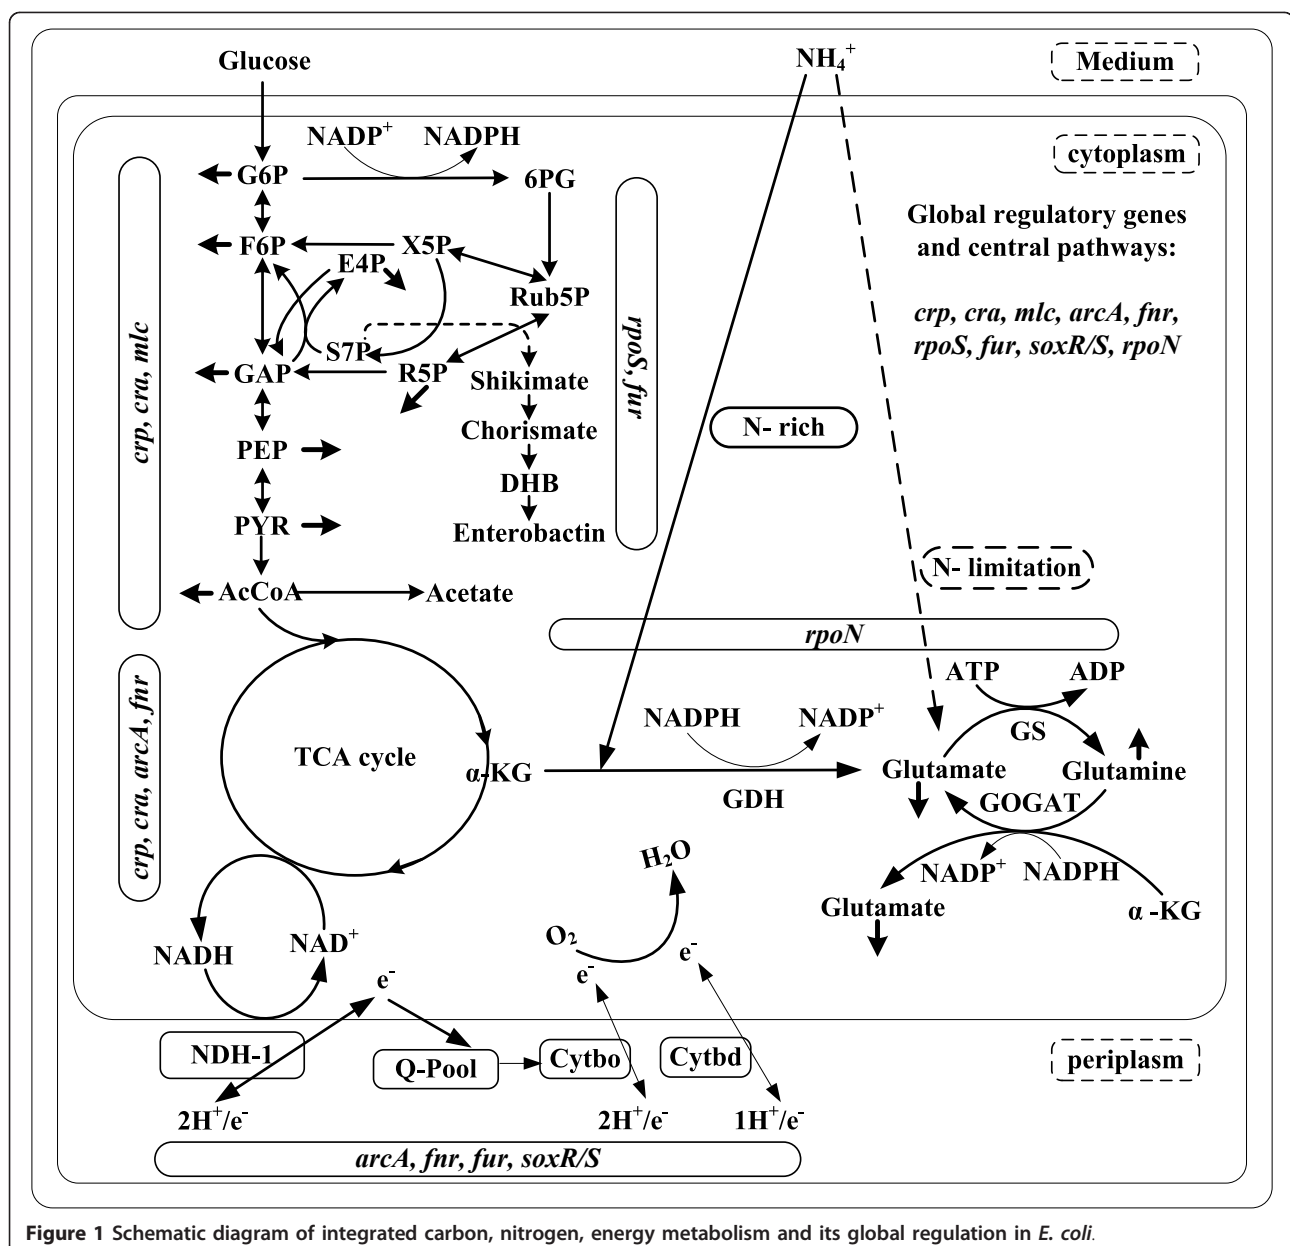 Glucose
NH₄⁺
Medium
NADP⁺
NADPH
cytoplasm
G6P
6PG
Global regulatory genes
and central pathways:
F6P
X5P
E4P
Rub5P
crp, cra, mlc, arcA, fnr,
rpoS, fur, soxR/S, rpoN
crp, cra, mlc
rpoS, fur
S7P
GAP
R5P
Shikimate
N- rich
Chorismate
PEP
DHB
PYR
Enterobactin
N- limitation
AcCoA
Acetate
rpoN
crp, cra, arcA, fnr
ATP
ADP
NADPH
NADP⁺
GS
TCA cycle
α-KG
Glutamate
Glutamine
GDH
GOGAT
H₂O
NADP⁺
NADPH
Glutamate
α -KG
O₂
NADH
NAD⁺
e⁻
e⁻
e⁻
NDH-1
Q-Pool
Cytbo
Cytbd
periplasm
2H⁺/e⁻
2H⁺/e⁻
1H⁺/e⁻
arcA, fnr, fur, soxR/S
Figure 1 Schematic diagram of integrated carbon, nitrogen, energy metabolism and its global regulation in E. coli.